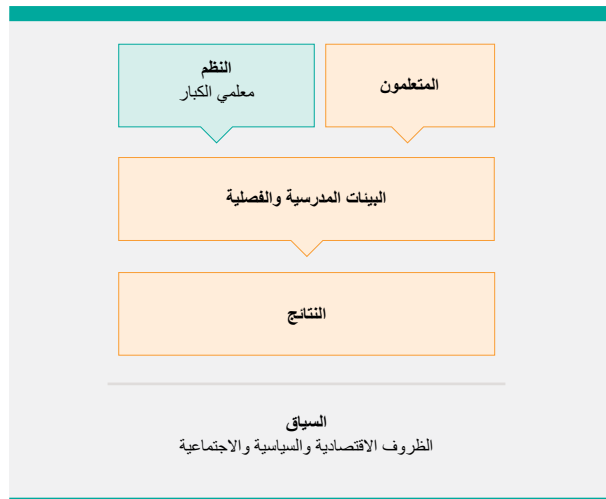 المتعلمون
النظم
معلمي الكبار
البيئات المدرسية والفصلية
النتائج
السياق
الظروف الاقتصادية والسياسية والاجتماعية